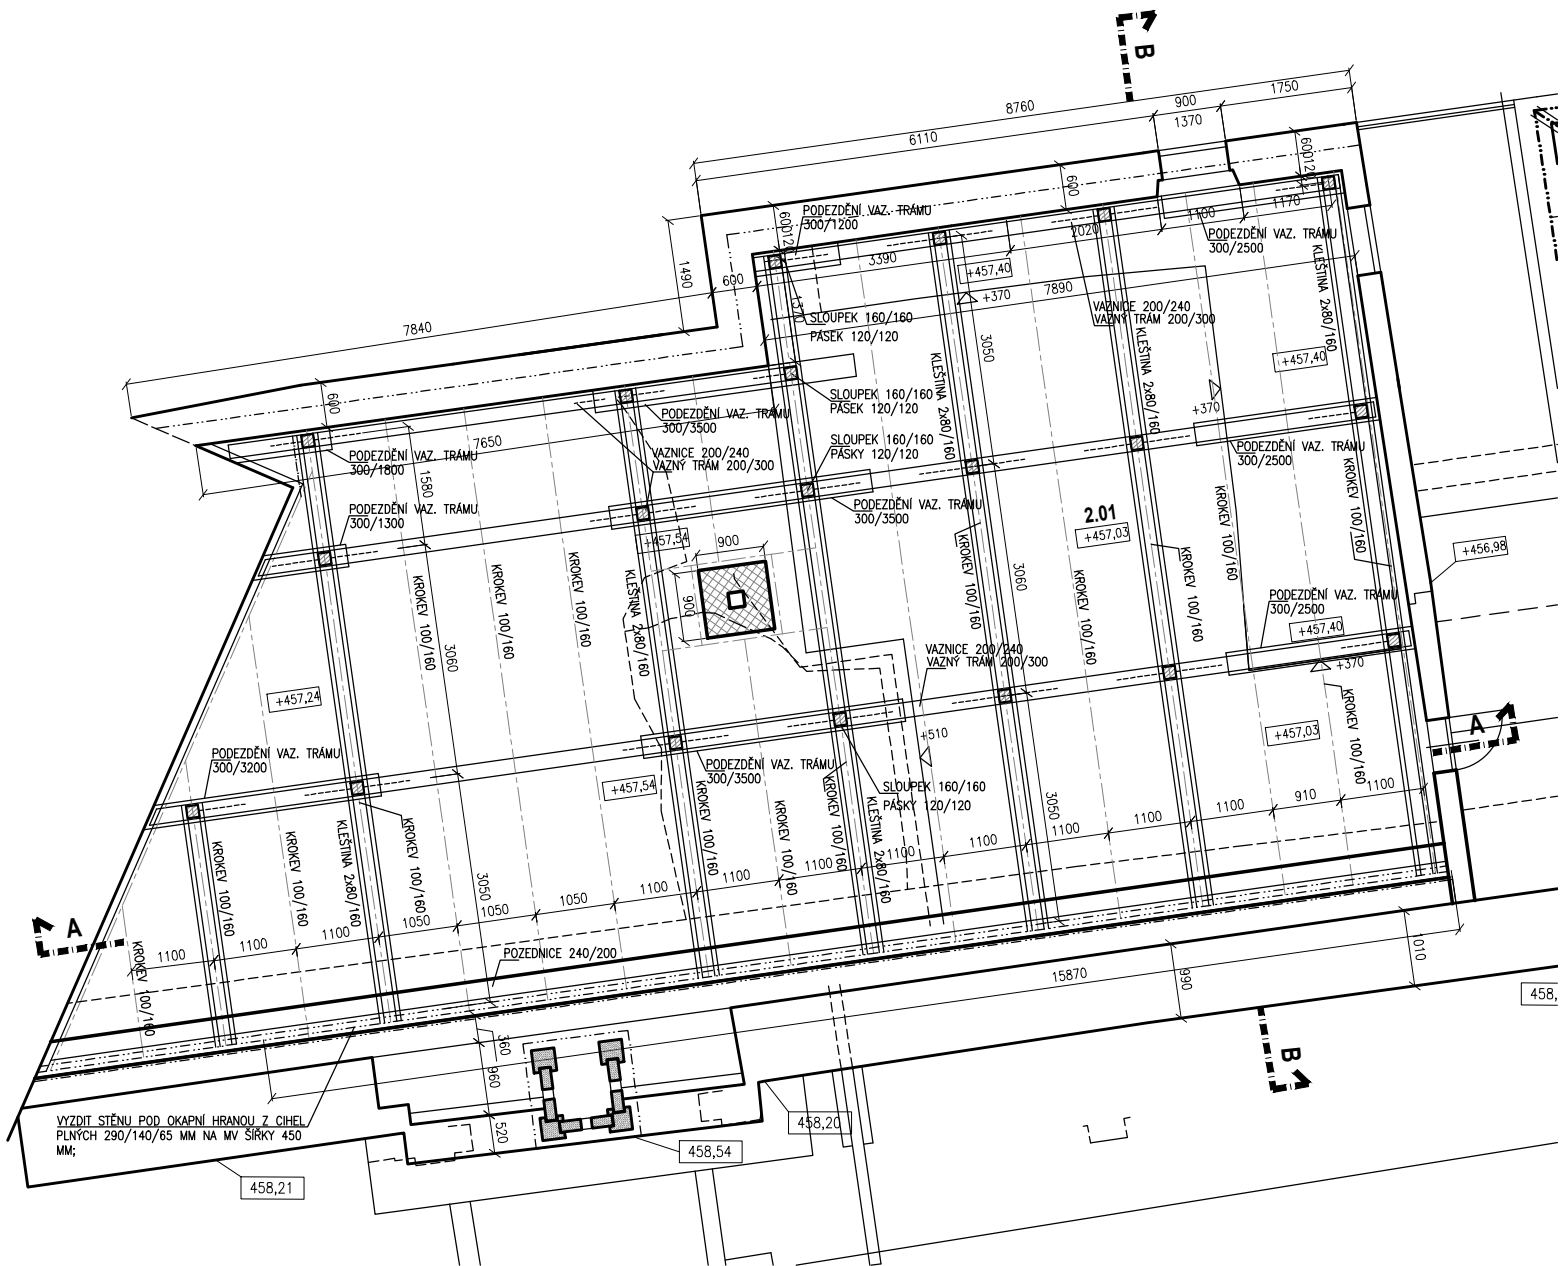 B
8760
900
1750
1370
6110
600
600
120
600
120
1100
1170
2020
3390
7890
1490
600
7840
600
1370
PODEZDĚNÍ VAZ. TRÁMU
300/1200
PODEZDĚNÍ VAZ. TRÁMU
300/2500
KLEŠTINA 2x80/160
+457,40
+370
VAZNICE 200/240
VAZNÝ TRÁM 200/300
SLOUPEK 160/160
PÁSEK 120/120
3050
KLEŠTINA 2x80/160
KLEŠTINA 2x80/160
+457,40
+370
SLOUPEK 160/160
PÁSEK 120/120
PODEZDĚNÍ VAZ. TRÁMU
300/3500
7650
SLOUPEK 160/160
PÁSKY 120/120
VAZNICE 200/240
VAZNÝ TRÁM 200/300
PODEZDĚNÍ VAZ. TRÁMU
300/1800
1580
PODEZDĚNÍ VAZ. TRÁMU
300/2500
KROKEV 100/160
KROKEV 100/160
PODEZDĚNÍ VAZ. TRÁMU
300/1300
PODEZDĚNÍ VAZ. TRÁMU
300/3500
2.01
+457,03
+457,54
900
900
+456,98
KROKEV 100/160
KROKEV 100/160
KROKEV 100/160
KLEŠTINA 2x80/160
KROKEV 100/160
3060
KROKEV 100/160
KROKEV 100/160
PODEZDĚNÍ VAZ. TRÁMU
300/2500
+457,40
+370
3060
VAZNICE 200/240
VAZNÝ TRÁM 200/300
+457,24
KROKEV 100/160
+510
+457,03
A
PODEZDĚNÍ VAZ. TRÁMU
300/3200
PODEZDĚNÍ VAZ. TRÁMU
300/3500
+457,54
SLOUPEK 160/160
PÁSKY 120/120
KROKEV 100/160
KROKEV 100/160
KROKEV 100/160
KLEŠTINA 2x80/160
3050
KROKEV 100/160
KROKEV 100/160
KLEŠTINA 2x80/160
KROKEV 100/160
3050
1100
1100
1100
1050
1050
1050
1100
1100
1100
1100
1100
1100
1100
1100
910
1100
A
KROKEV 100/160
POZEDNICE 240/200
15870
990
1010
458,
360
960
520
B
VYZDIT STĚNU POD OKAPNÍ HRANOU Z CIHEL
PLNÝCH 290/140/65 MM NA MV ŠÍŘKY 450
MM;
458,20
458,54
458,21